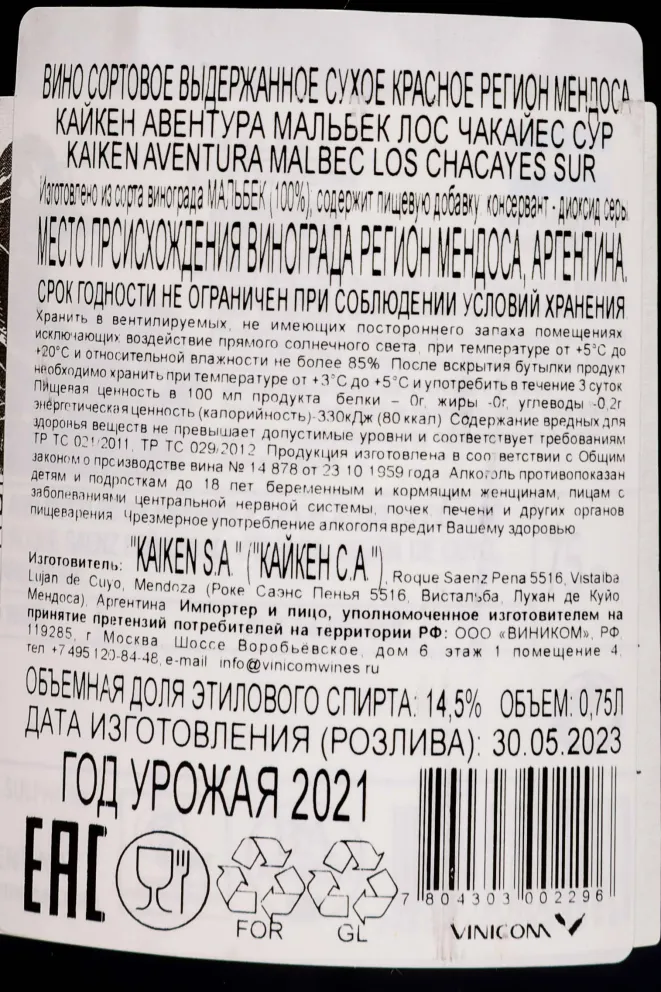 ВИНО СОРТОВОЕ ВЫДЕРЖАННОЕ СУХОЕ КРАСНОЕ РЕГИОН МЕНДОСА
КАЙКЕН АВЕНТУРА МАЛЬБЕК ЛОС ЧАКАЙЕС СУР
KAIKEN AVENTURA MALBEC LOS CHACAYES SUR
Изготовлено из сорта винограда МАЛЬБЕК (100%), содержит пищевую добавку консервант - диоксид серы
МЕСТО ПРОИСХОЖДЕНИЯ ВИНОГРАДА РЕГИОН МЕНДОСА, АРГЕНТИНА.
СРОК ГОДНОСТИ НЕ ОГРАНИЧЕН ПРИ СОБЛЮДЕНИИ УСЛОВИЙ ХРАНЕНИЯ
Хранить в вентилируемых, не имеющих постороннего запаха помещениях
исключающих воздействие прямого солнечного света, при температуре от +5°С до
+20°С и относительной влажности не более 85% После вскрытия бутылки продукт
необходимо хранить при температуре от +3°С до +5°С и употребить в течение 3 суток
Пищевая ценность в 100 мл продукта белки – 0г, жиры -0г, углеводы -0,2г
энергетическая ценность (калорийность)-330кДж (80 ккал) Содержание вредных для
здоровья веществ не превышает допустимые уровни и соответствует требованиям
ТР ТС 021/2011, ТР ТС 029/2012 Продукция изготовлена в соответствии с Общим
законом о производстве вина № 14 878 от 23 10 1959 года Алкоголь противопоказан
детям и подросткам до 18 лет беременным и кормящим женщинам, лицам с
заболеваниями центральной нервной системы, почек печени и других органов
пищеварения Чрезмерное употребление алкоголя вредит Вашему здоровью
Изготовитель: "KAIKEN S.A." ("КАЙКЕН С.А."), Roque Saenz Pena 5516, Vistalba
Lujan de Cuyo, Mendoza (Роке Саэнс Пенья 5516, Вистальба, Лухан де Куйо
Мендоса), Аргентина Импортер и лицо, уполномоченное изготовителем на
принятие претензий потребителей на территории РФ: ООО «ВИНИКОМ», РФ
119285, г Москва Шоссе Воробьёвское, дом 6 этаж 1 помещение 4,
тел +7 495 120-84-48, e-mail info@vinicomwines ru
ОБЪЕМНАЯ ДОЛЯ ЭТИЛОВОГО СПИРТА: 14,5% ОБЪЕМ: 0,75Л
ДАТА ИЗГОТОВЛЕНИЯ (РОЗЛИВА): 30.05.2023
ГОД УРОЖАЯ 2021
EAC
FOR GL
7 804303 002296
VINICOM